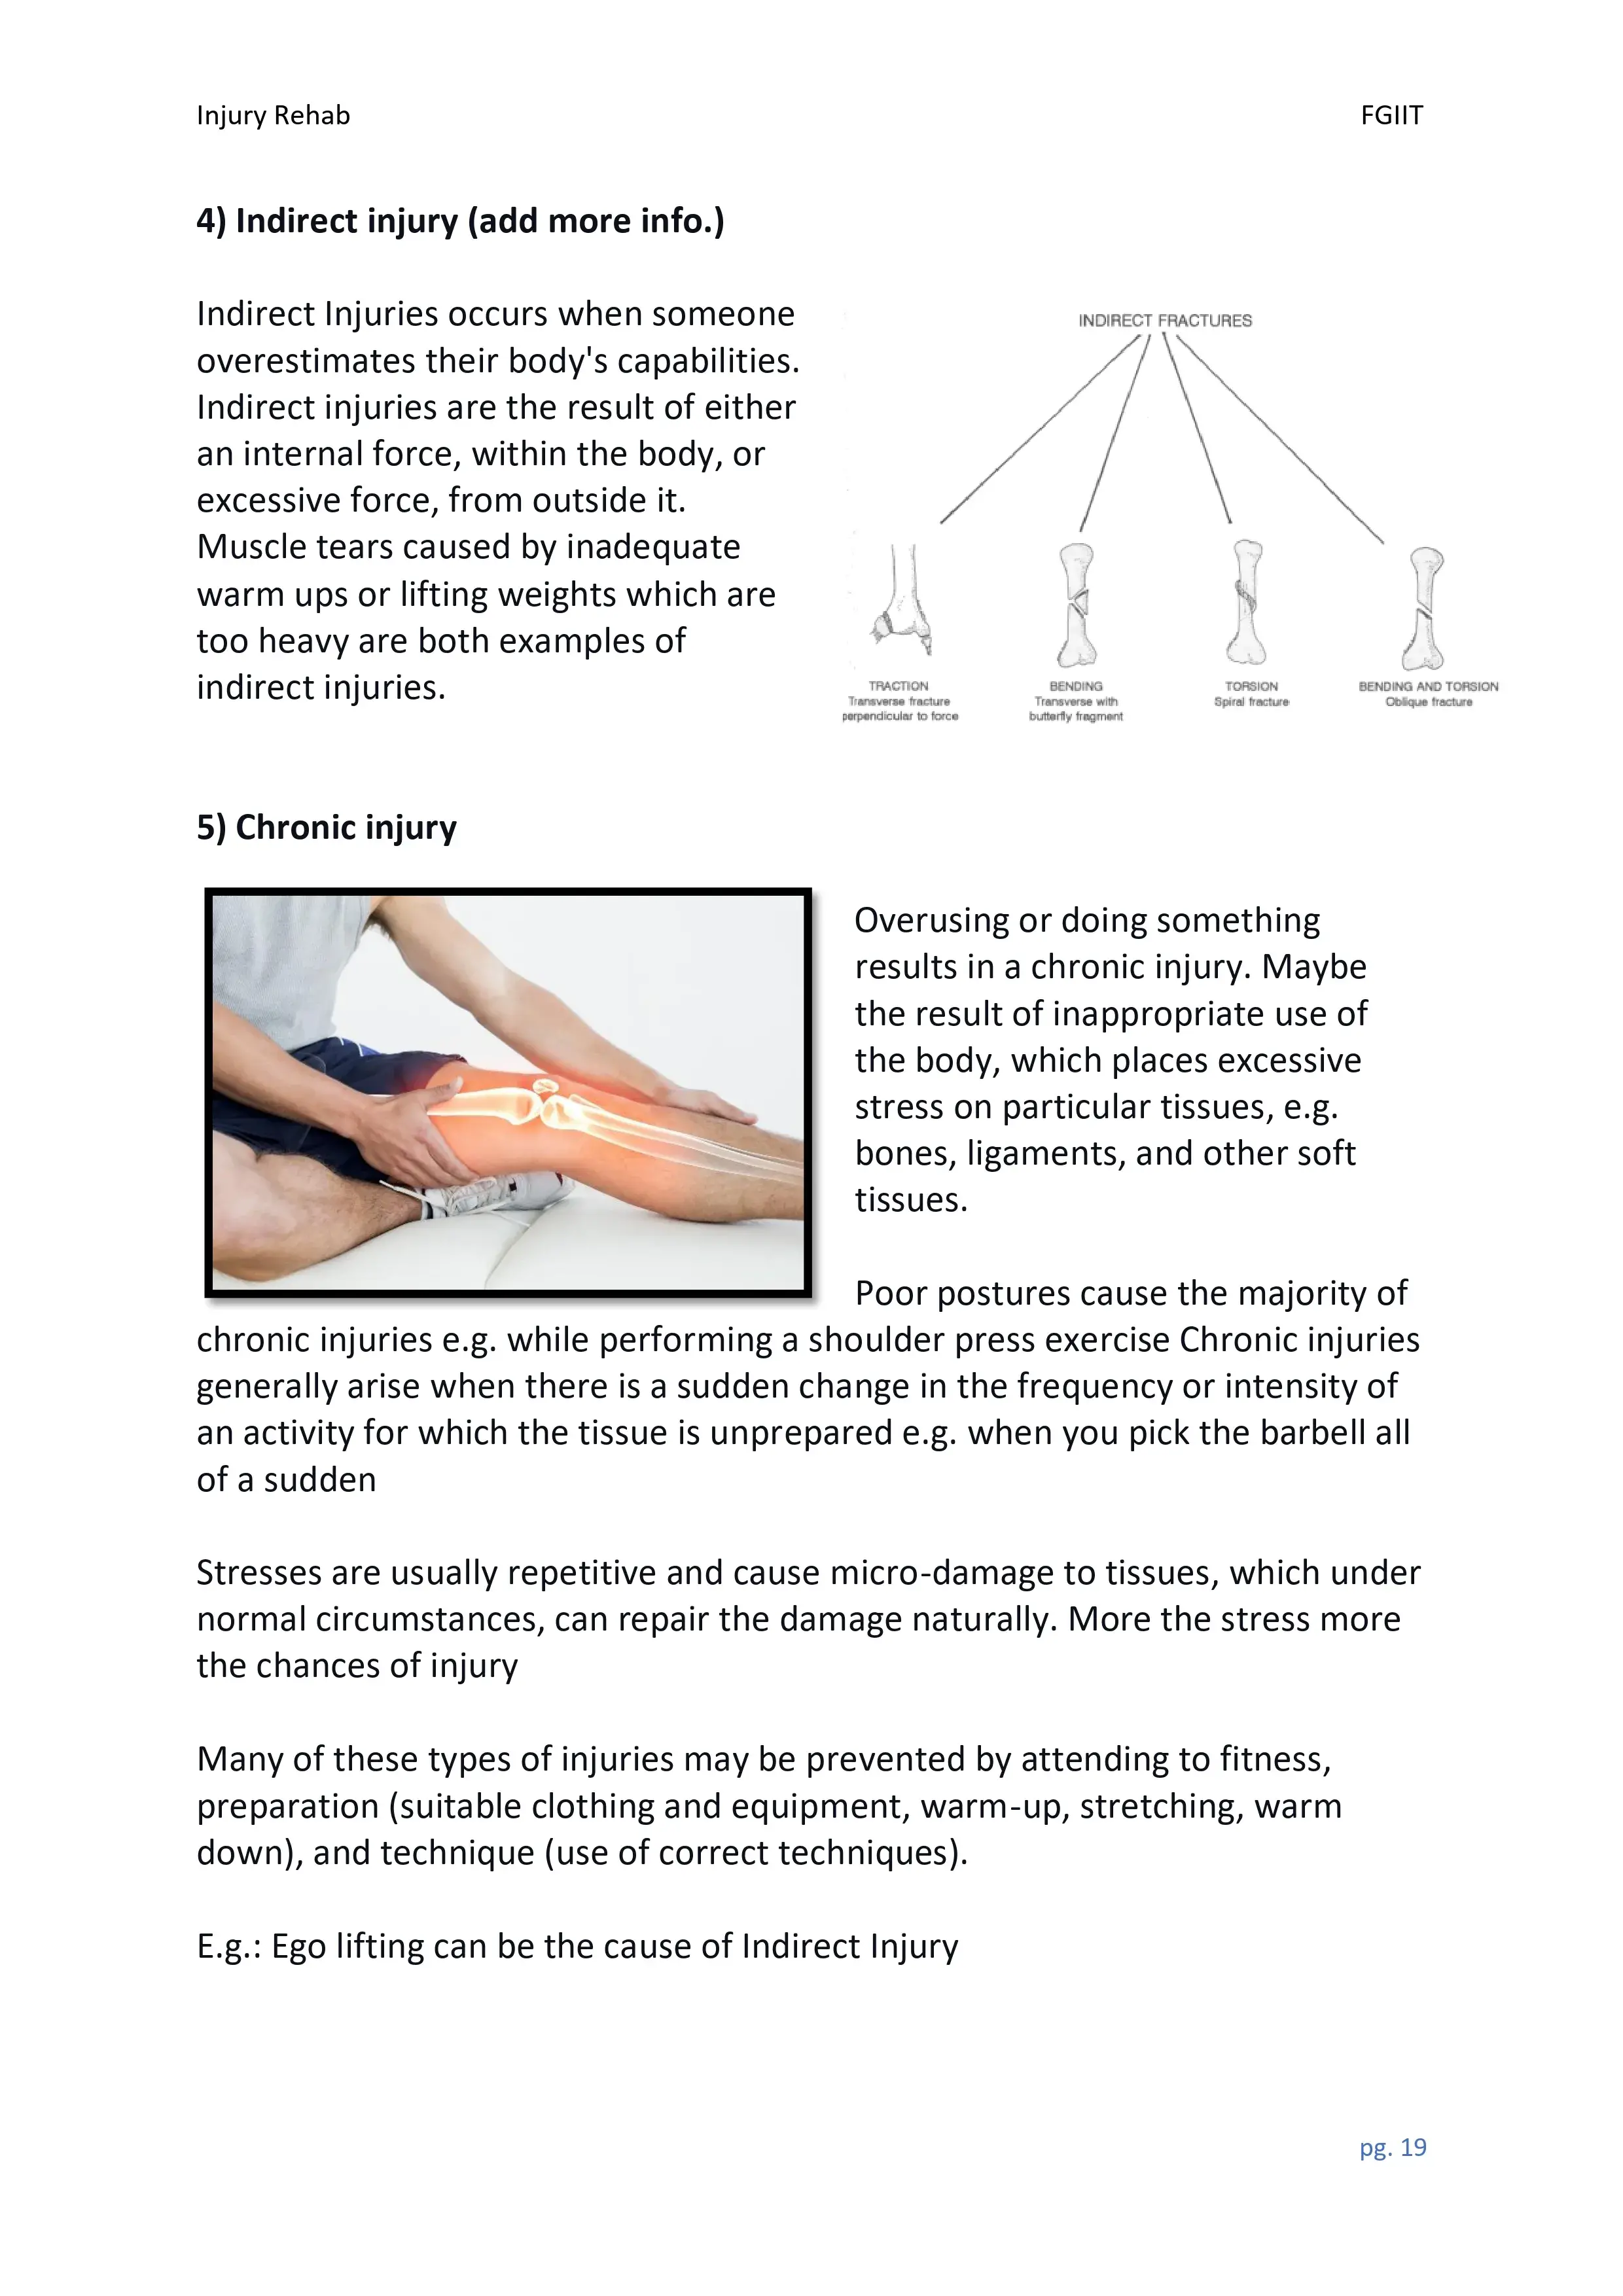 Injury Rehab FGIIT
4) Indirect injury (add more info.)
Indirect Injuries occurs when someone
overestimates their body's capabilities.
Indirect injuries are the result of either
an internal force, within the body, or
excessive force, from outside it.
Muscle tears caused by inadequate
warm ups or lifting weights which are
too heavy are both examples of
indirect injuries.
INDIRECT FRACTURES
TRACTION
Transverse fracture
perpendicular to force
BENDING
Transverse with
butterfly fragment
TORSION
Spiral fracture
BENDING AND TORSION
Oblique fracture
5) Chronic injury
Overusing or doing something
results in a chronic injury. Maybe
the result of inappropriate use of
the body, which places excessive
stress on particular tissues, e.g.
bones, ligaments, and other soft
tissues.
Poor postures cause the majority of
chronic injuries e.g. while performing a shoulder press exercise Chronic injuries
generally arise when there is a sudden change in the frequency or intensity of
an activity for which the tissue is unprepared e.g. when you pick the barbell all
of a sudden
Stresses are usually repetitive and cause micro-damage to tissues, which under
normal circumstances, can repair the damage naturally. More the stress more
the chances of injury
Many of these types of injuries may be prevented by attending to fitness,
preparation (suitable clothing and equipment, warm-up, stretching, warm
down), and technique (use of correct techniques).
E.g.: Ego lifting can be the cause of Indirect Injury
pg. 19